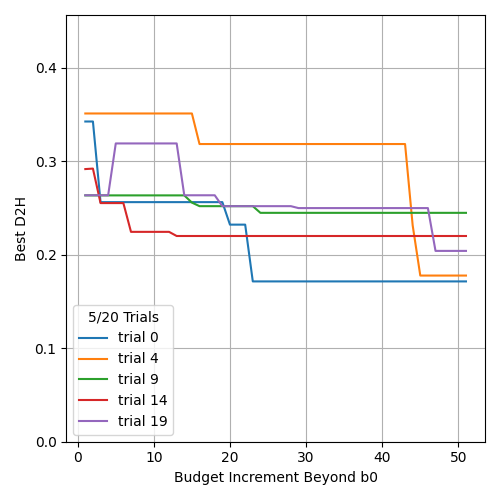 0.4
0.3
0.2
0.1
0.0
Best D2H
5/20 Trials
trial 0
trial 4
trial 9
trial 14
trial 19
0 10 20 30 40 50
Budget Increment Beyond b0